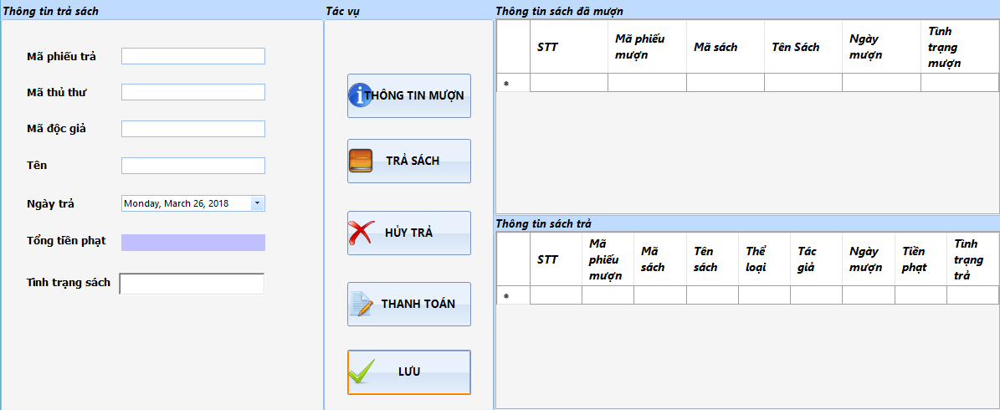 Thông tin trả sách
Mã phiếu trả
Mã thủ thư
Mã độc giả
Tên
Ngày trả
Monday, March 26, 2018
Tổng tiền phạt
Tình trạng sách
Tác vụ
THÔNG TIN MƯỢN
TRẢ SÁCH
HỦY TRẢ
THANH TOÁN
LƯU
Thông tin sách đã mượn
STT
Mã phiếu
mượn
Mã sách
Tên Sách
Ngày
mượn
Tình
trạng
mượn
Thông tin sách trả
STT
Mã
phiếu
mượn
Mã
sách
Tên
sách
Thể
loại
Tác
giả
Ngày
mượn
Tiền
phạt
Tình
trạng
trả